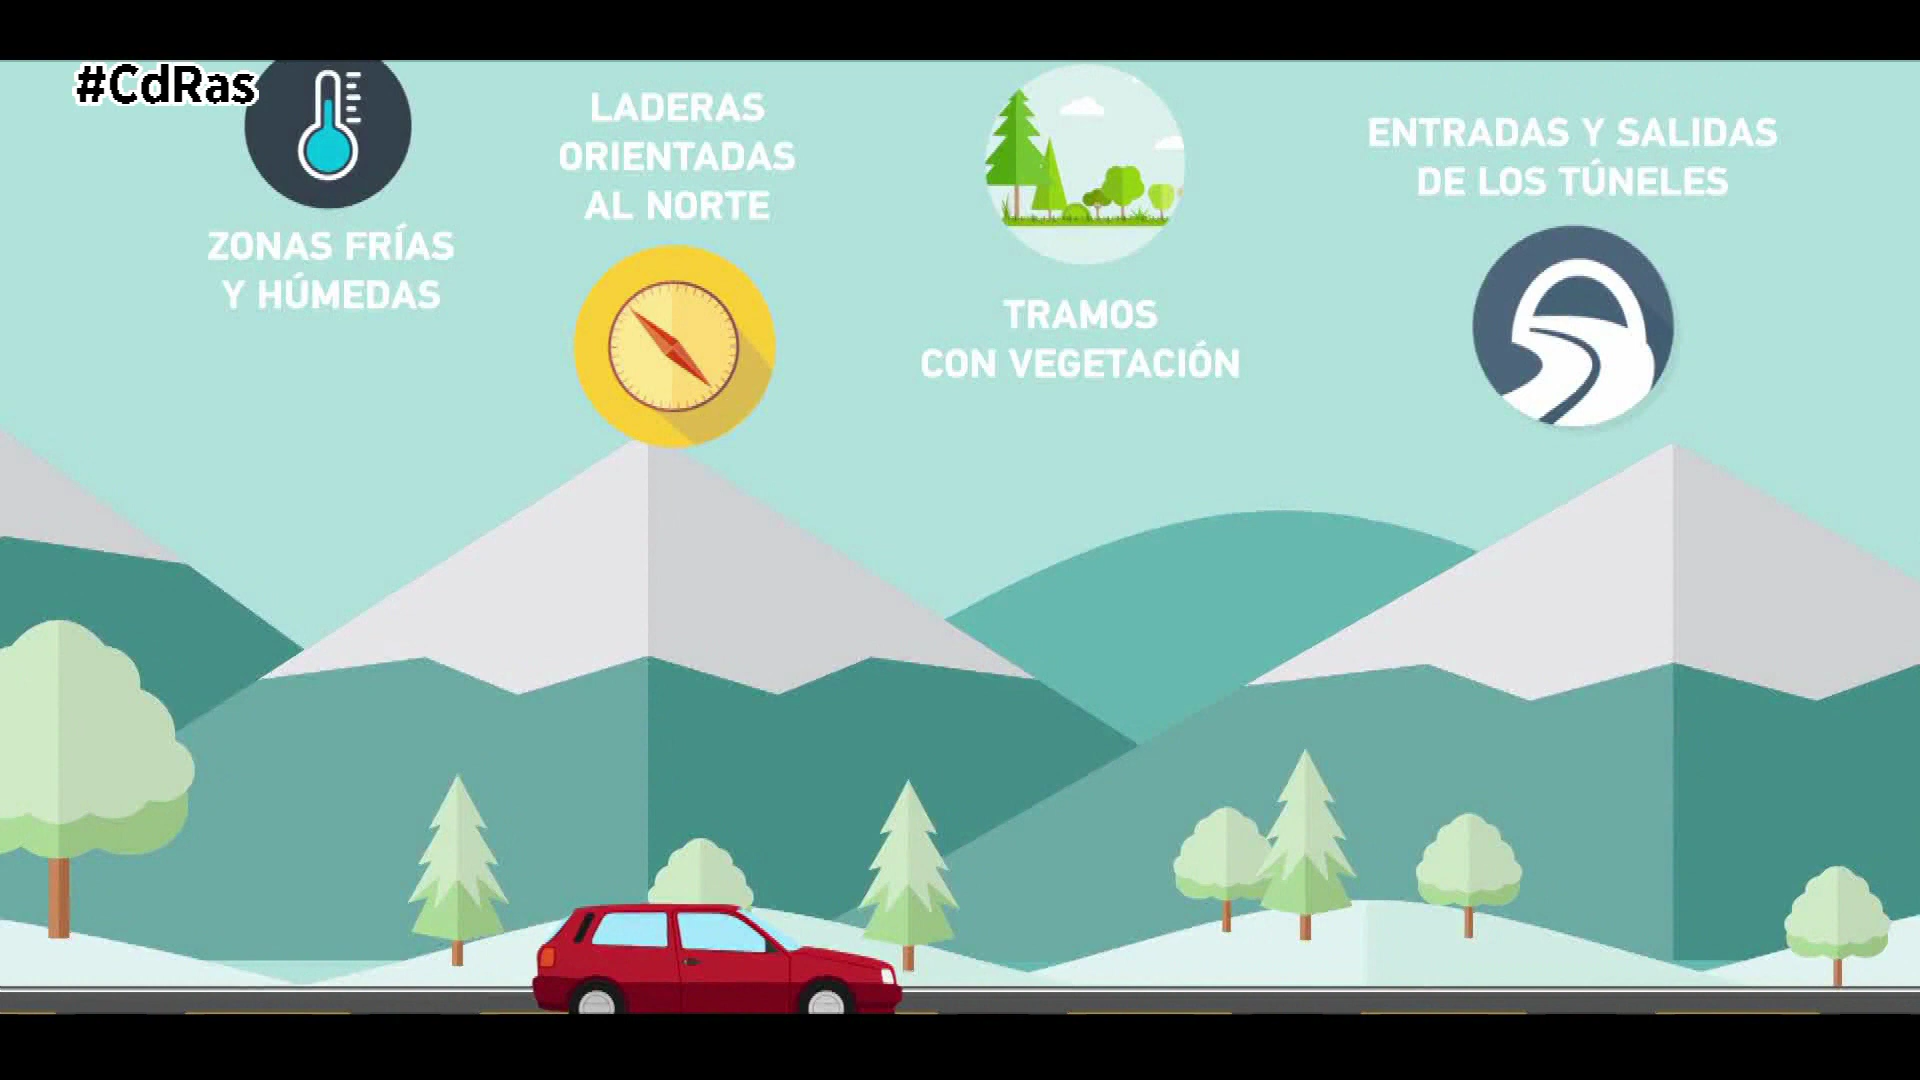 #CdRas
ZONAS FRÍAS
Y HÚMEDAS
LADERAS
ORIENTADAS
AL NORTE
TRAMOS
CON VEGETACIÓN
ENTRADAS Y SALIDAS
DE LOS TÚNELES